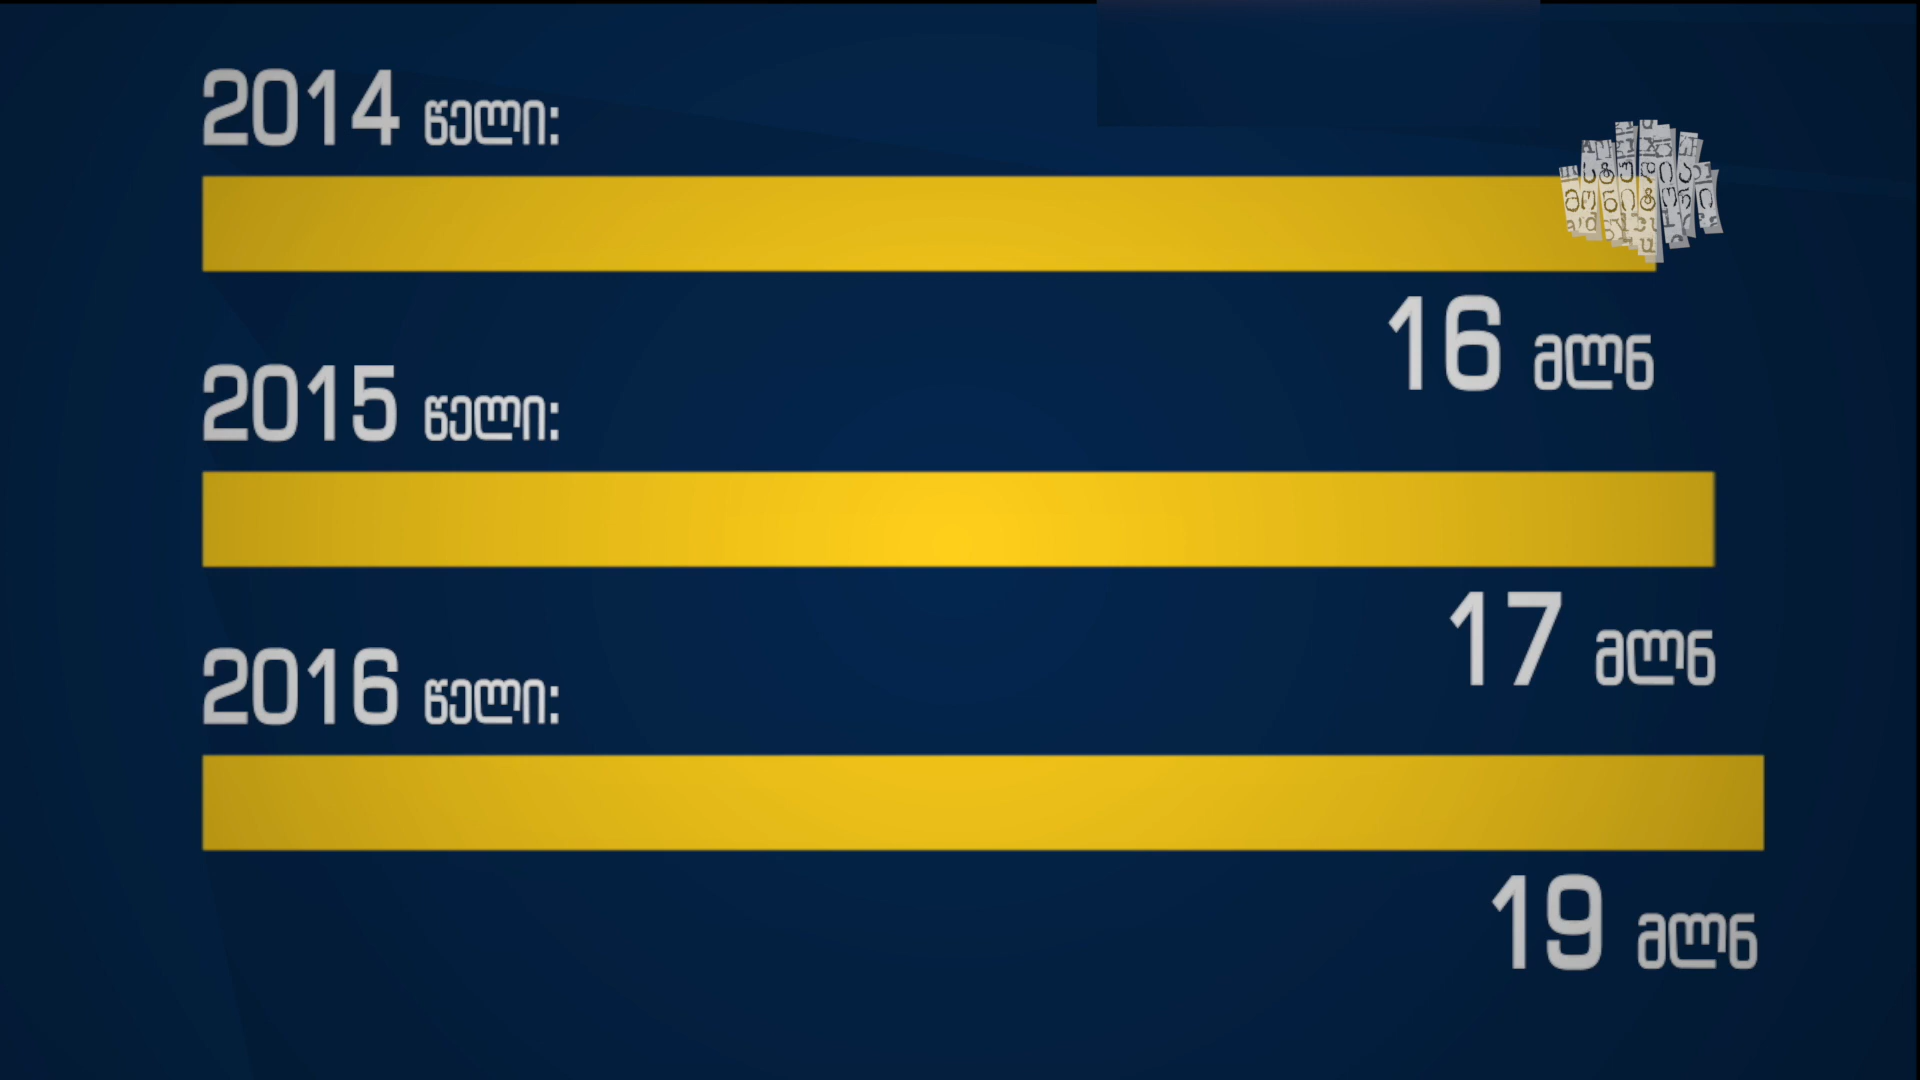 2014 წელი:
16 მლნ
2015 წელი:
17 მლნ
2016 წელი:
19 მლნ